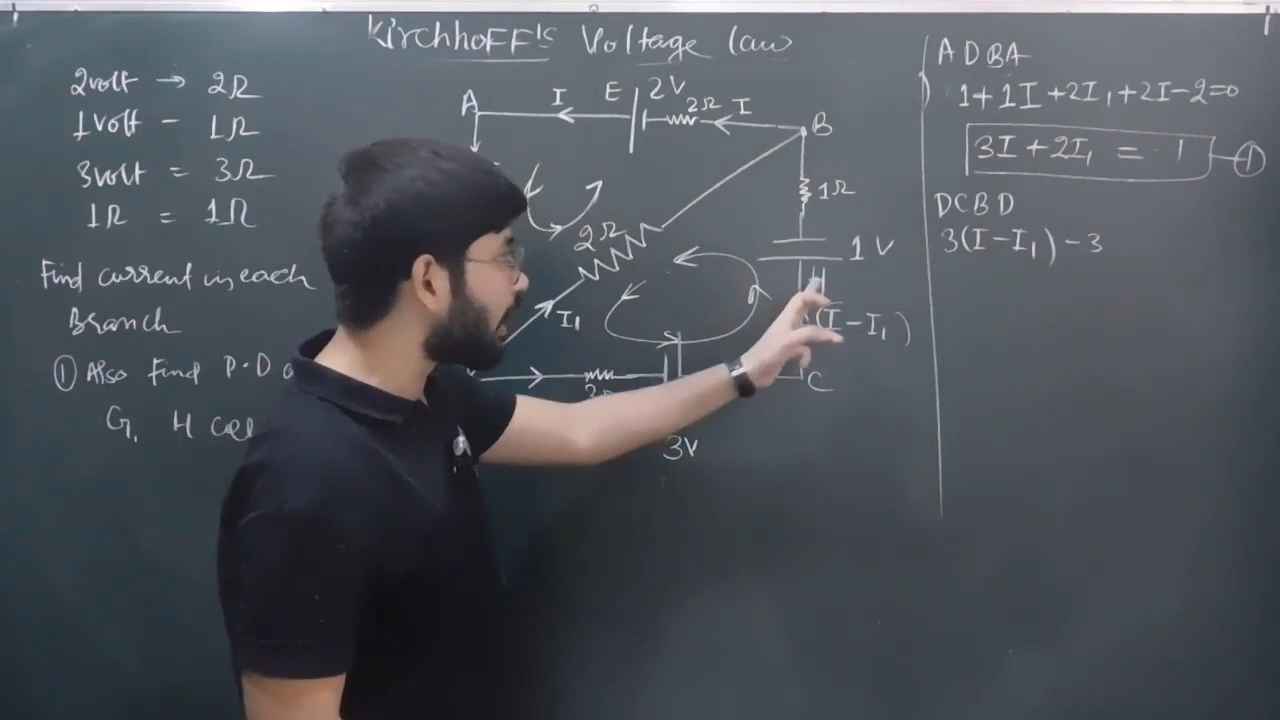 Kirchhoff's Voltage law
2volt → 2Ω
1volt - 1Ω
3volt = 3Ω
1Ω = 1Ω
Find current in each
Branch
① Also find P.D
G, H cel
A I E 2V 2Ω I B
1Ω
2Ω
1 V
H
I₁
(I-I₁)
C
3V
ADBA
1+1I+2I₁+2I-2=0
3I+2I₁ = 1 -①
DCBD
3(I-I₁)-3